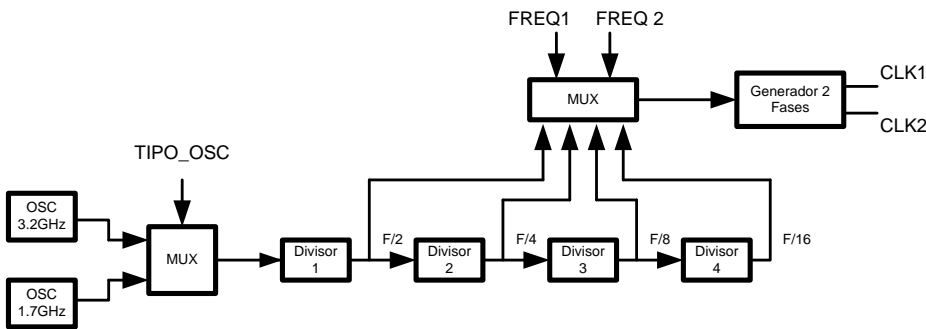 FREQ1
FREQ 2
MUX
Generador 2
Fases
CLK1
CLK2
TIPO_OSC
OSC
3.2GHz
MUX
OSC
1.7GHz
Divisor
1
F/2
Divisor
2
F/4
Divisor
3
F/8
Divisor
4
F/16